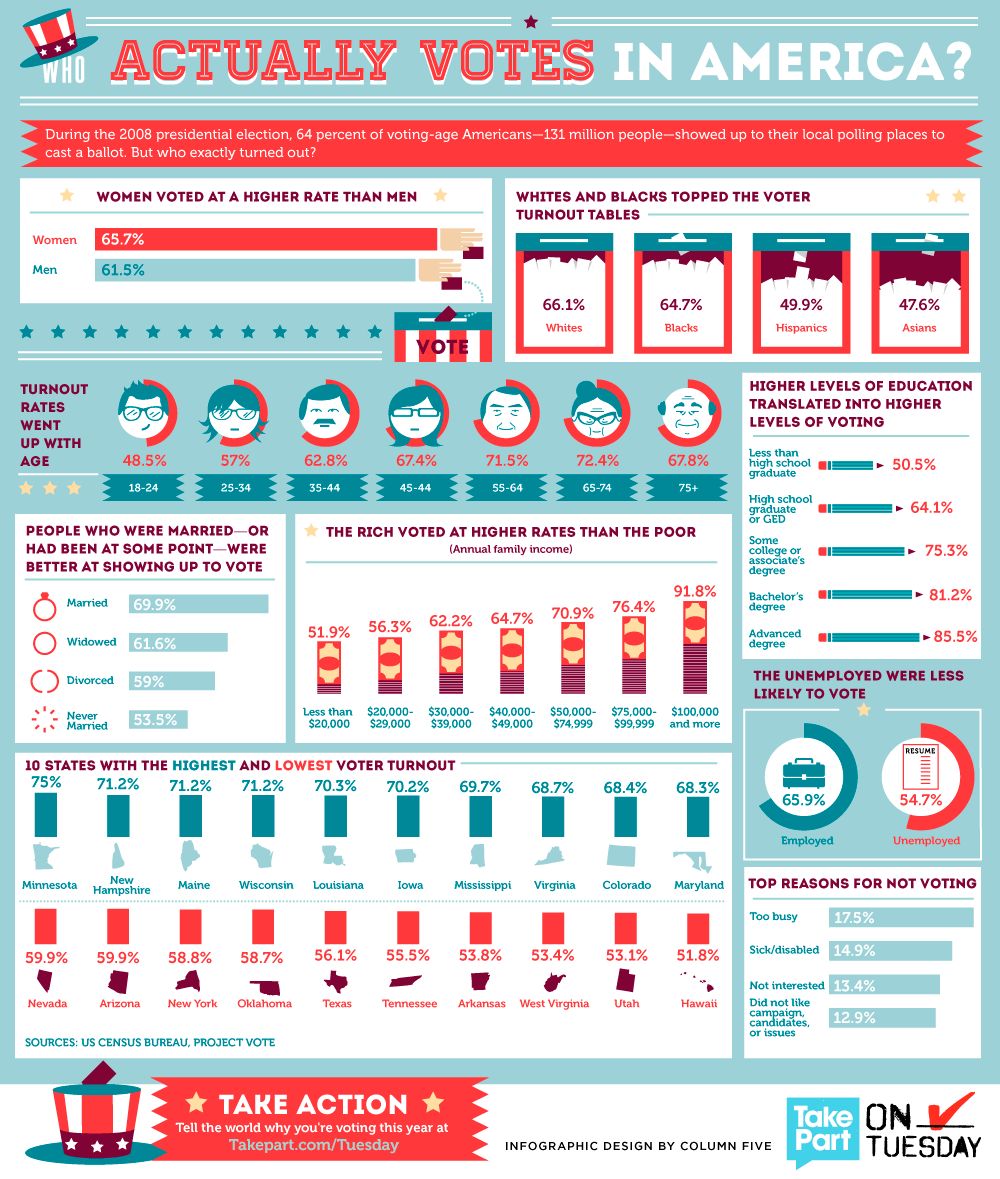 WHO ACTUALLY VOTES IN AMERICA?
During the 2008 presidential election, 64 percent of voting-age Americans—131 million people—showed up to their local polling places to
cast a ballot. But who exactly turned out?
WOMEN VOTED AT A HIGHER RATE THAN MEN
Women 65.7%
Men 61.5%
VOTE
WHITES AND BLACKS TOPPED THE VOTER
TURNOUT TABLES
66.1% 64.7% 49.9% 47.6%
Whites Blacks Hispanics Asians
TURNOUT
RATES
WENT
UP WITH
AGE
48.5% 57% 62.8% 67.4% 71.5% 72.4% 67.8%
18-24 25-34 35-44 45-44 55-64 65-74 75+
HIGHER LEVELS OF EDUCATION
TRANSLATED INTO HIGHER
LEVELS OF VOTING
Less than
high school
graduate
50.5%
High school
graduate
or GED
64.1%
Some
college or
associate's
degree
75.3%
Bachelor's
degree
81.2%
Advanced
degree
85.5%
PEOPLE WHO WERE MARRIED—OR
HAD BEEN AT SOME POINT—WERE
BETTER AT SHOWING UP TO VOTE
Married 69.9%
Widowed 61.6%
Divorced 59%
Never
Married
53.5%
THE RICH VOTED AT HIGHER RATES THAN THE POOR
(Annual family income)
51.9% 56.3% 62.2% 64.7% 70.9% 76.4% 91.8%
Less than $20,000- $30,000- $40,000- $50,000- $75,000- $100,000
$20,000 $29,000 $39,000 $49,000 $74,999 $99,999 and more
THE UNEMPLOYED WERE LESS
LIKELY TO VOTE
RESUME
65.9% 54.7%
Employed Unemployed
10 STATES WITH THE HIGHEST AND LOWEST VOTER TURNOUT
75% 71.2% 71.2% 71.2% 70.3% 70.2% 69.7% 68.7% 68.4% 68.3%
Minnesota New Hampshire Maine Wisconsin Louisiana Iowa Mississippi Virginia Colorado Maryland
59.9% 59.9% 58.8% 58.7% 56.1% 55.5% 53.8% 53.4% 53.1% 51.8%
Nevada Arizona New York Oklahoma Texas Tennessee Arkansas West Virginia Utah Hawaii
SOURCES: US CENSUS BUREAU, PROJECT VOTE
TOP REASONS FOR NOT VOTING
Too busy 17.5%
Sick/disabled 14.9%
Not interested 13.4%
Did not like
campaign,
candidates,
or issues
12.9%
TAKE ACTION
Tell the world why you're voting this year at
Takepart.com/Tuesday
INFOGRAPHIC DESIGN BY COLUMN FIVE
Take
Part
ON
TUESDAY